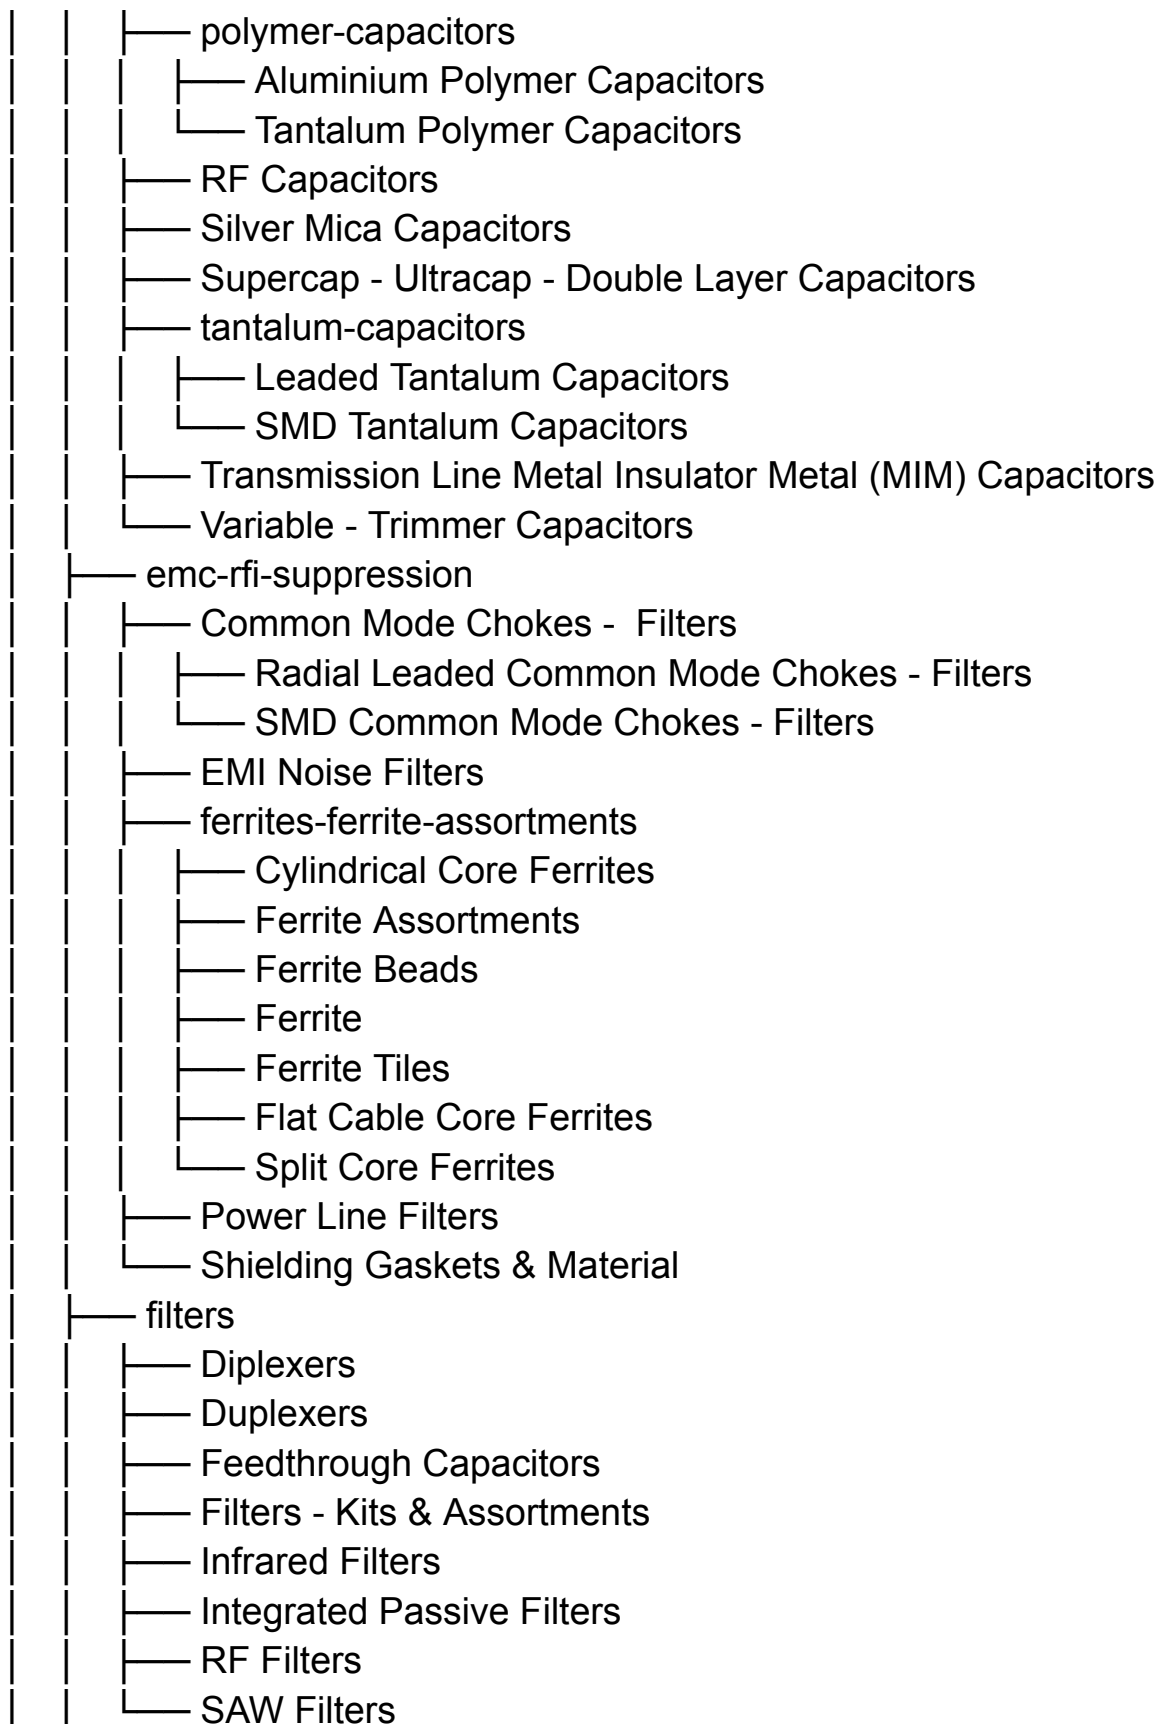 │ │ ├── polymer-capacitors
│ │ │ ├── Aluminium Polymer Capacitors
│ │ │ └── Tantalum Polymer Capacitors
│ │ ├── RF Capacitors
│ │ ├── Silver Mica Capacitors
│ │ ├── Supercap - Ultracap - Double Layer Capacitors
│ │ ├── tantalum-capacitors
│ │ │ ├── Leaded Tantalum Capacitors
│ │ │ └── SMD Tantalum Capacitors
│ │ ├── Transmission Line Metal Insulator Metal (MIM) Capacitors
│ │ └── Variable - Trimmer Capacitors
│ ├── emc-rfi-suppression
│ │ ├── Common Mode Chokes -  Filters
│ │ │ ├── Radial Leaded Common Mode Chokes - Filters
│ │ │ └── SMD Common Mode Chokes - Filters
│ │ ├── EMI Noise Filters
│ │ ├── ferrites-ferrite-assortments
│ │ │ ├── Cylindrical Core Ferrites
│ │ │ ├── Ferrite Assortments
│ │ │ ├── Ferrite Beads
│ │ │ ├── Ferrite
│ │ │ ├── Ferrite Tiles
│ │ │ ├── Flat Cable Core Ferrites
│ │ │ └── Split Core Ferrites
│ │ ├── Power Line Filters
│ │ └── Shielding Gaskets & Material
│ ├── filters
│ │ ├── Diplexers
│ │ ├── Duplexers
│ │ ├── Feedthrough Capacitors
│ │ ├── Filters - Kits & Assortments
│ │ ├── Infrared Filters
│ │ ├── Integrated Passive Filters
│ │ ├── RF Filters
│ │ └── SAW Filters